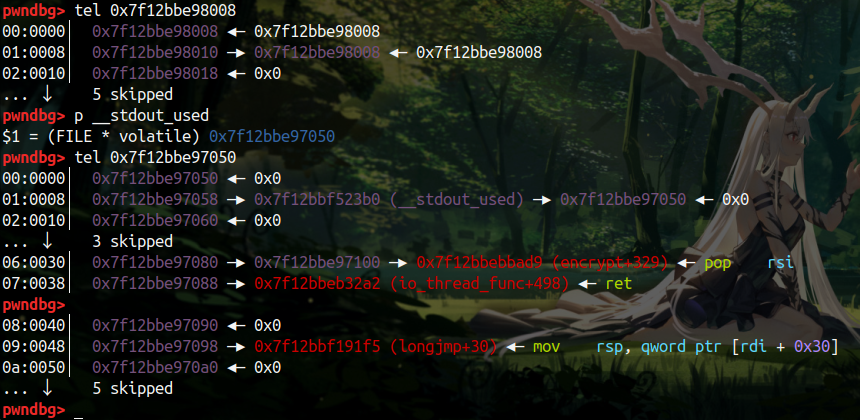 pwndbg> tel 0x7f12bbe98008
00:0000│  0x7f12bbe98008 ◂— 0x7f12bbe98008
01:0008│  0x7f12bbe98010 —▸ 0x7f12bbe98008 ◂— 0x7f12bbe98008
02:0010│  0x7f12bbe98018 ◂— 0x0
... ↓     5 skipped
pwndbg> p __stdout_used
$1 = (FILE * volatile) 0x7f12bbe97050
pwndbg> tel 0x7f12bbe97050
00:0000│  0x7f12bbe97050 ◂— 0x0
01:0008│  0x7f12bbe97058 —▸ 0x7f12bbf523b0 (__stdout_used) —▸ 0x7f12bbe97050 ◂— 0x0
02:0010│  0x7f12bbe97060 ◂— 0x0
... ↓     3 skipped
06:0030│  0x7f12bbe97080 —▸ 0x7f12bbe97100 —▸ 0x7f12bbebbad9 (encrypt+329) ◂— pop    rsi
07:0038│  0x7f12bbe97088 —▸ 0x7f12bbeb32a2 (io_thread_func+498) ◂— ret
pwndbg>
08:0040│  0x7f12bbe97090 ◂— 0x0
09:0048│  0x7f12bbe97098 —▸ 0x7f12bbf191f5 (longjmp+30) ◂— mov    rsp, qword ptr [rdi + 0x30]
0a:0050│  0x7f12bbe970a0 ◂— 0x0
... ↓     5 skipped
pwndbg> _